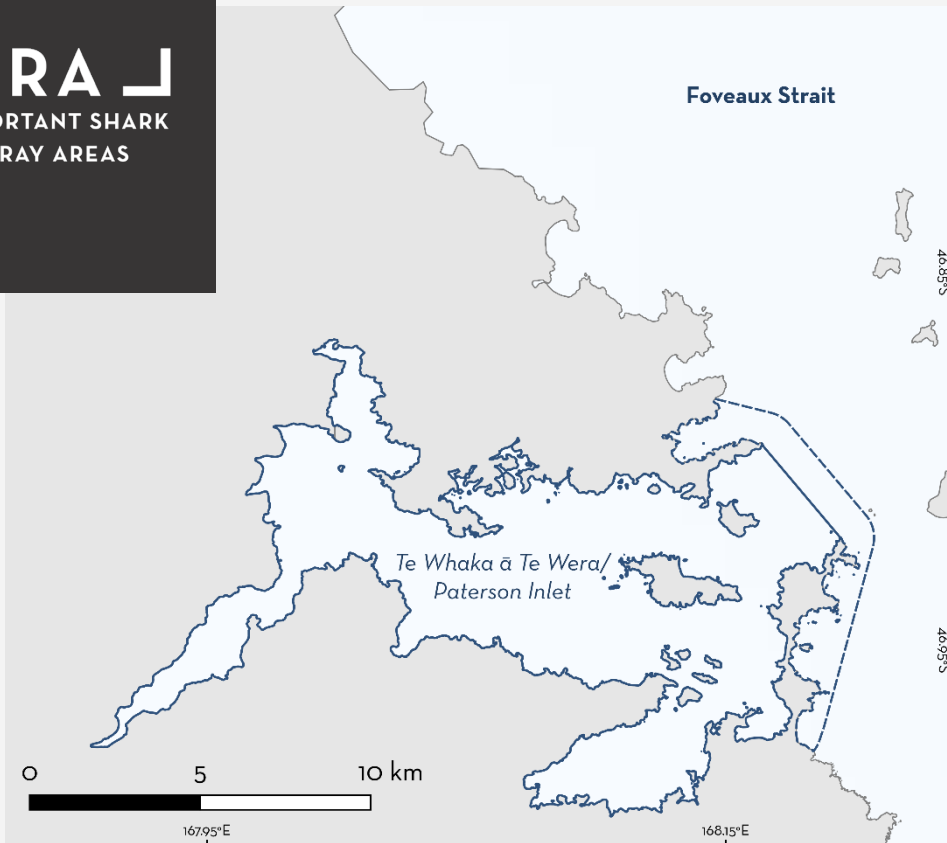 RA
ORTANT SHARK
RAY AREAS
Foveaux Strait
46.85°S
Te Whaka ā Te Wera/
Paterson Inlet
46.95°S
0 5 10 km
167.95°E 168.15°E